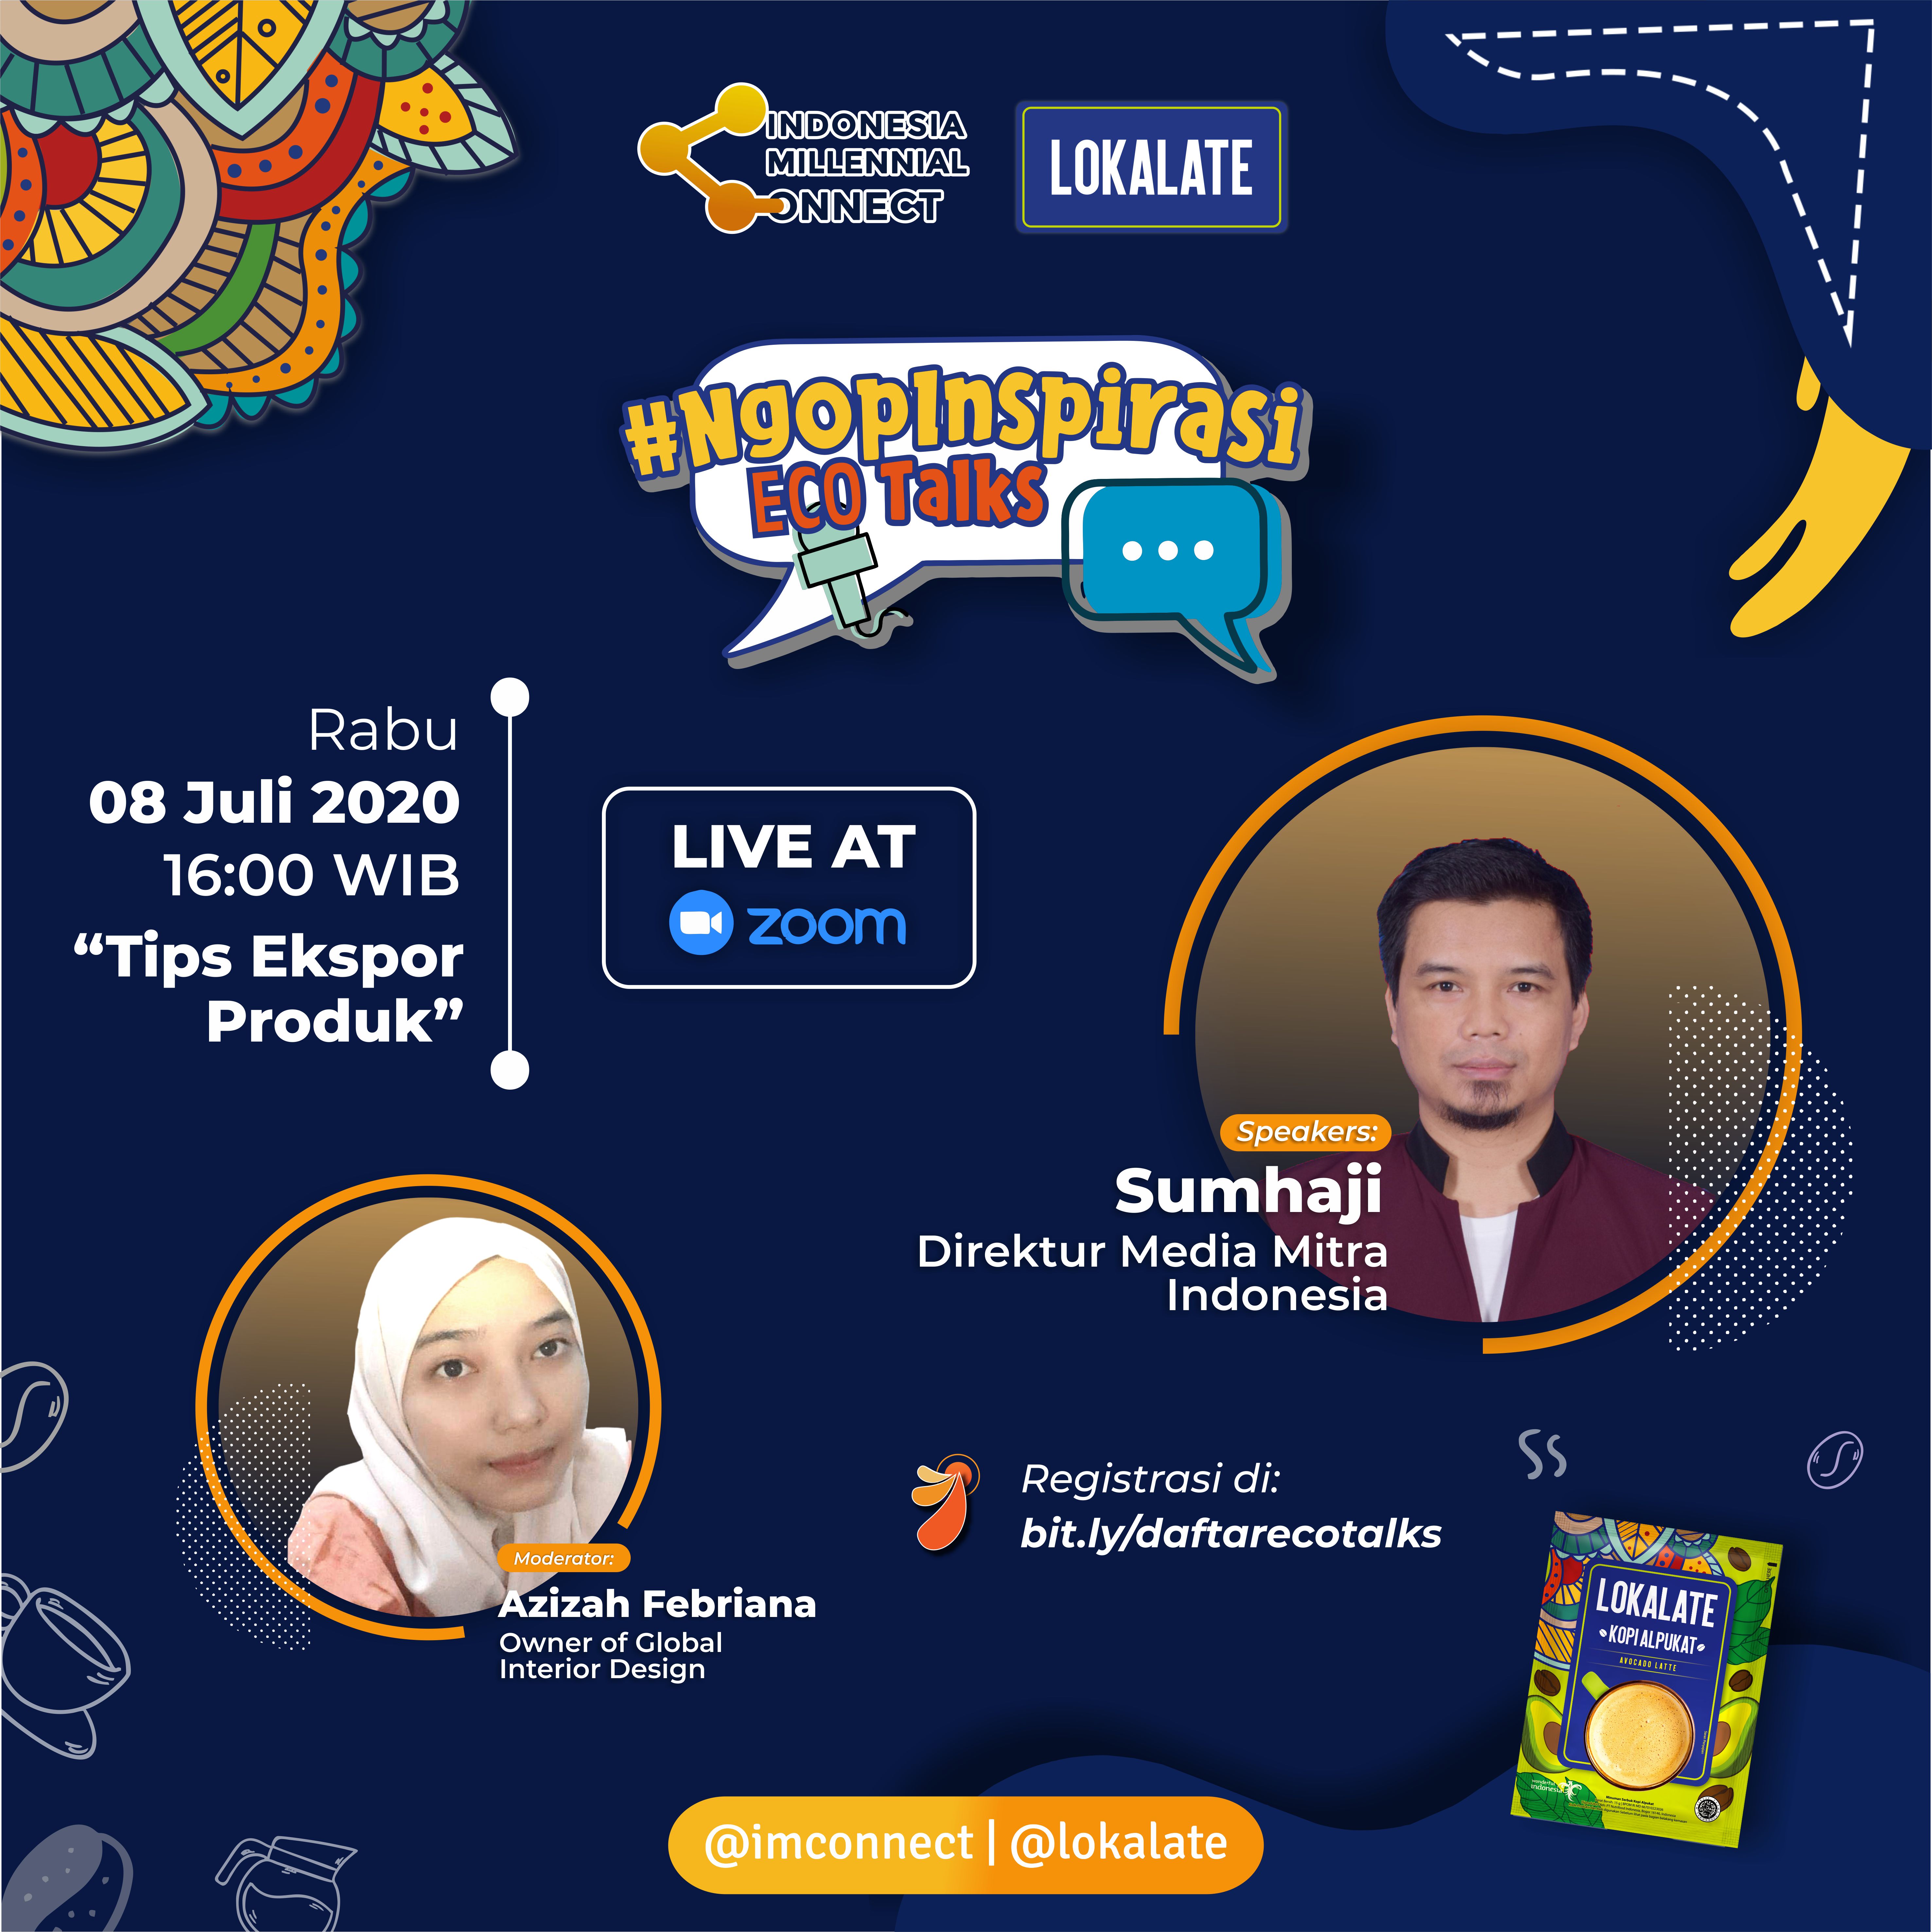 INDONESIA
MILLENNIAL
CONNECT
LOKALATE
#NgopInspirasi
ECO Talks
Rabu
08 Juli 2020
16:00 WIB
“Tips Ekspor
Produk”
LIVE AT
zoom
Speakers:
Sumhaji
Direktur Media Mitra
Indonesia
Moderator:
Azizah Febriana
Owner of Global
Interior Design
Registrasi di:
bit.ly/daftarecotalks
LOKALATE
KOPI ALPUKAT
AVOCADO LATTE
wonderful
indonesia
@imconnect | @lokalate